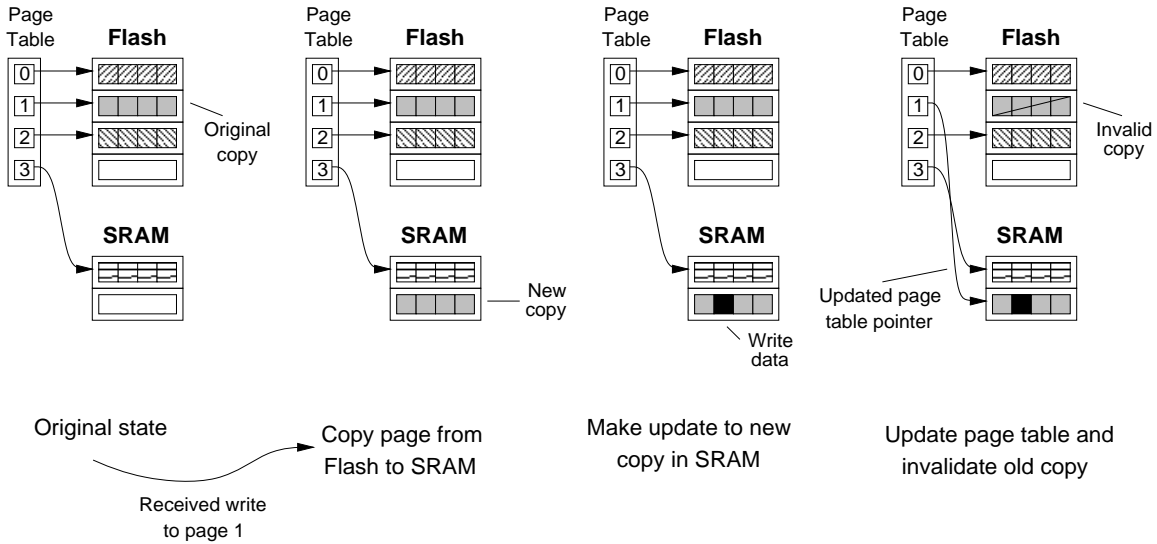 Page
Table
Flash
0
1
2
3
Original
copy
SRAM
Page
Table
Flash
0
1
2
3
SRAM
New
copy
Page
Table
Flash
0
1
2
3
SRAM
Write
data
Page
Table
Flash
0
1
2
3
Invalid
copy
SRAM
Updated page
table pointer
Original state
Received write
to page 1
Copy page from
Flash to SRAM
Make update to new
copy in SRAM
Update page table and
invalidate old copy